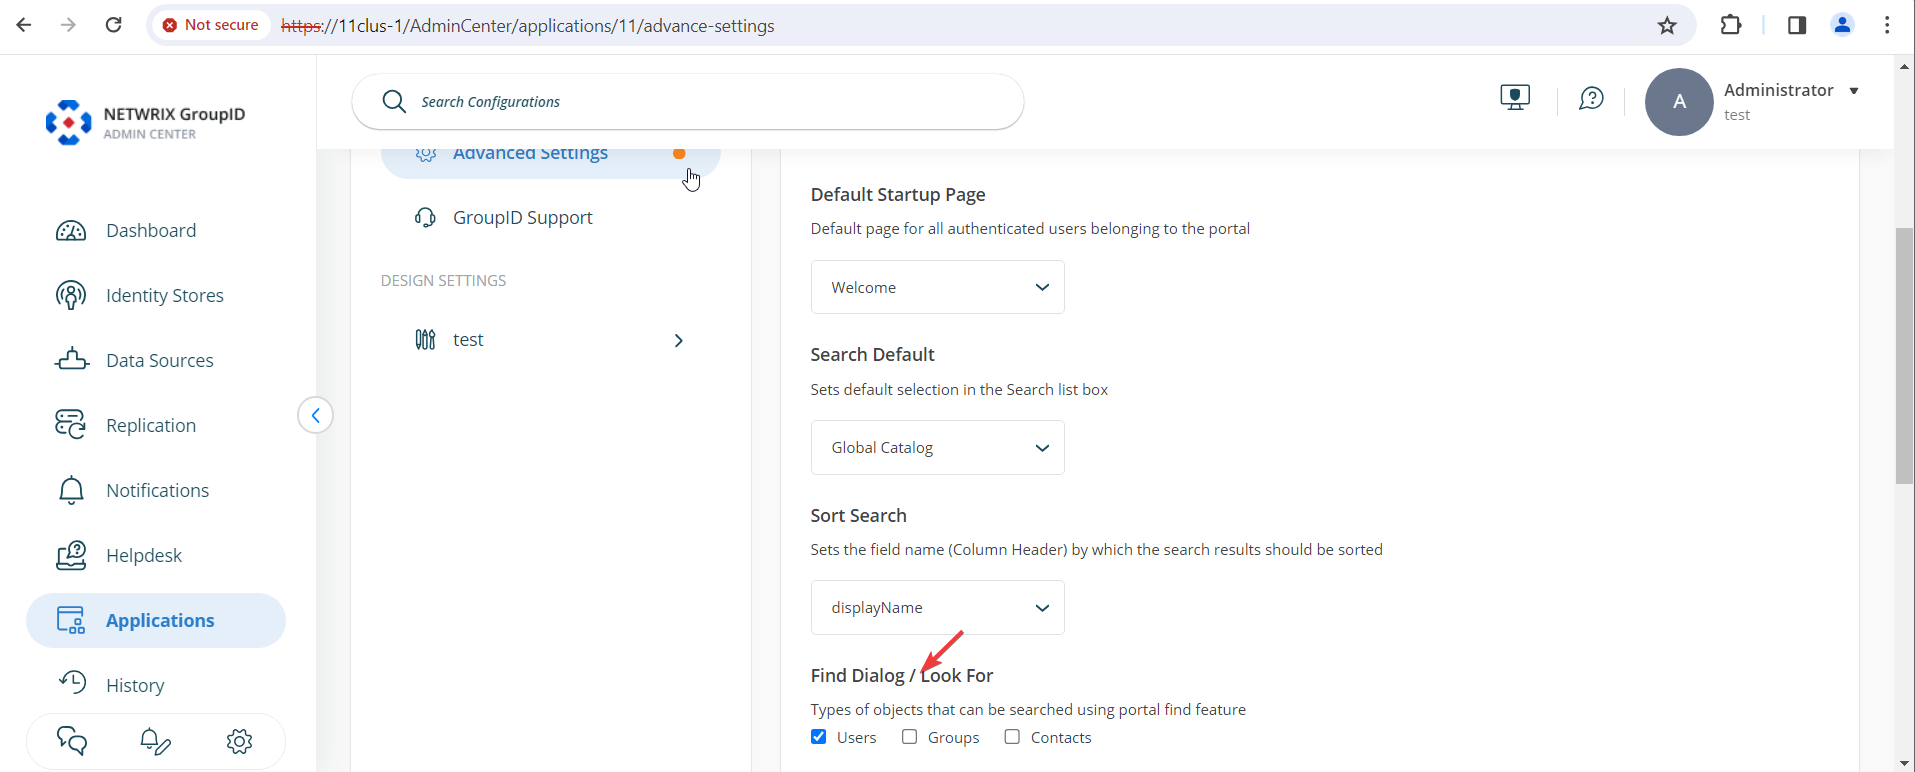 Not secure
https://11clus-1/AdminCenter/applications/11/advance-settings
NETWRIX GroupID
ADMIN CENTER
Search Configurations
A
Administrator
test
Dashboard
Identity Stores
Data Sources
Replication
Notifications
Helpdesk
Applications
History
Advanced Settings
GroupID Support
DESIGN SETTINGS
test
Default Startup Page
Default page for all authenticated users belonging to the portal
Welcome
Search Default
Sets default selection in the Search list box
Global Catalog
Sort Search
Sets the field name (Column Header) by which the search results should be sorted
displayName
Find Dialog / Look For
Types of objects that can be searched using portal find feature
Users Groups Contacts